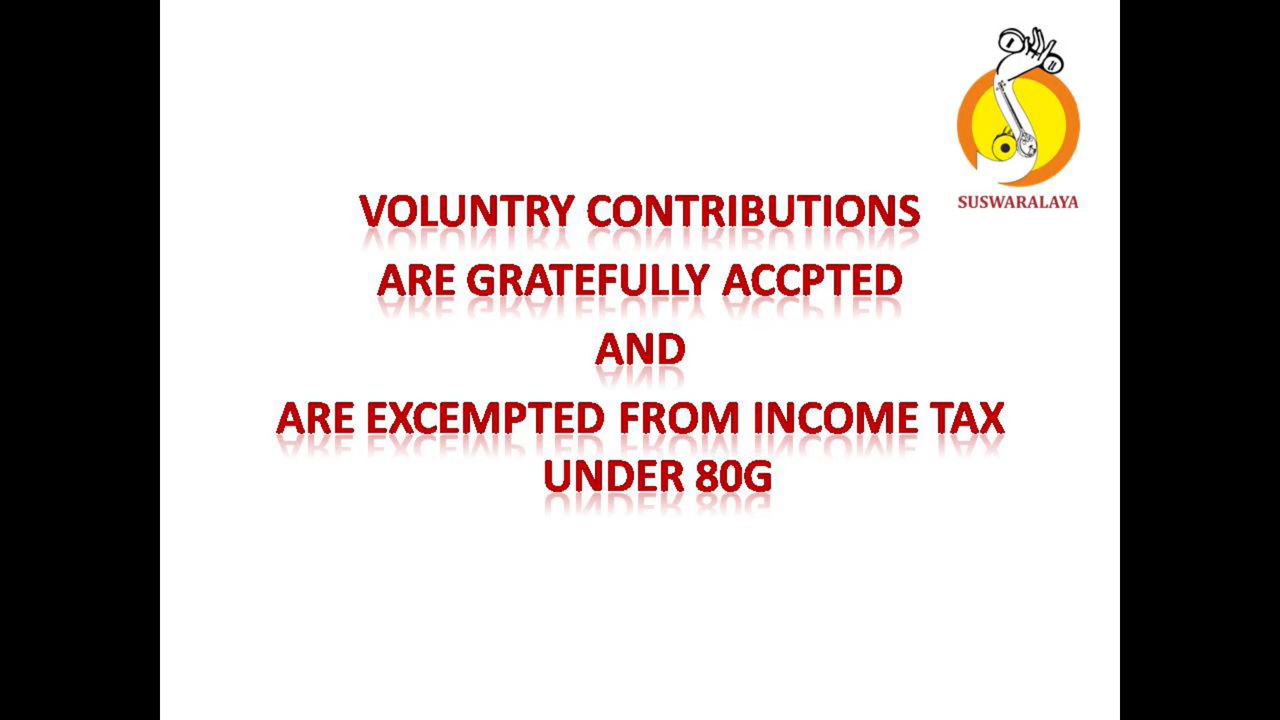 SUSWARALAYA
VOLUNTRY CONTRIBUTIONS
ARE GRATEFULLY ACCPTED
AND
ARE EXCEMPTED FROM INCOME TAX
UNDER 80G